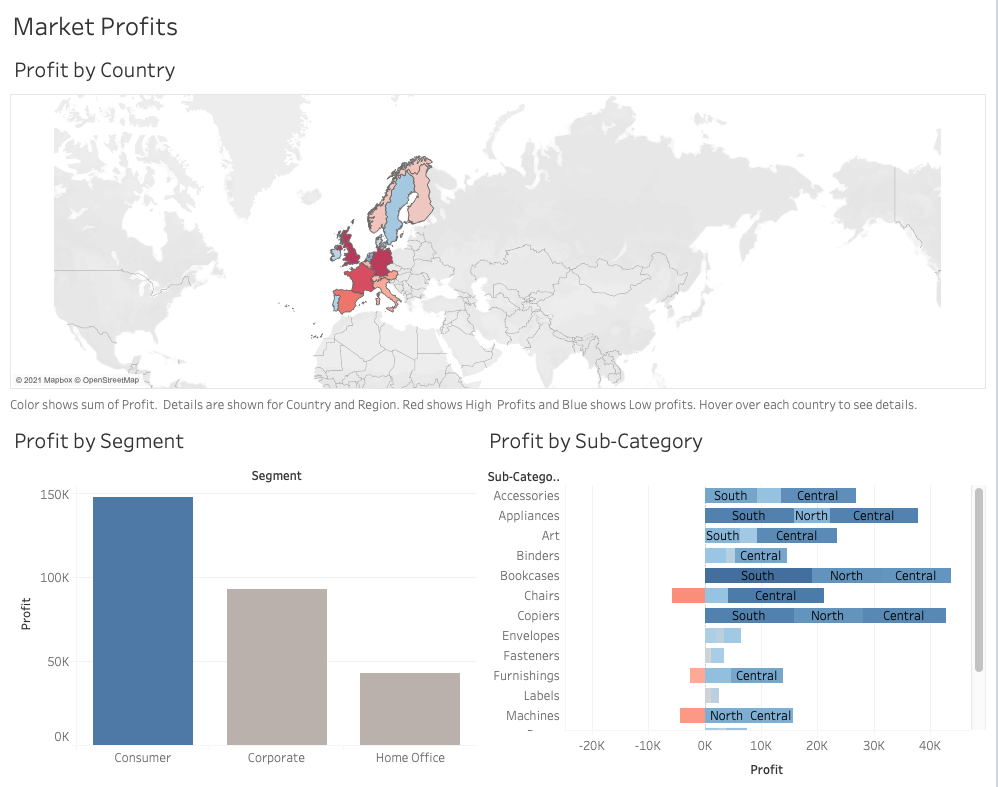 Market Profits
Profit by Country
© 2021 Mapbox © OpenStreetMap
Color shows sum of Profit. Details are shown for Country and Region. Red shows High Profits and Blue shows Low profits. Hover over each country to see details.
Profit by Segment
Segment
150K
100K
50K
0K
Profit
Consumer
Corporate
Home Office
Profit by Sub-Category
Sub-Catego..
Accessories South Central
Appliances South North Central
Art South Central
Binders Central
Bookcases South North Central
Chairs Central
Copiers South North Central
Envelopes
Fasteners
Furnishings Central
Labels
Machines North Central
-20K -10K 0K 10K 20K 30K 40K
Profit